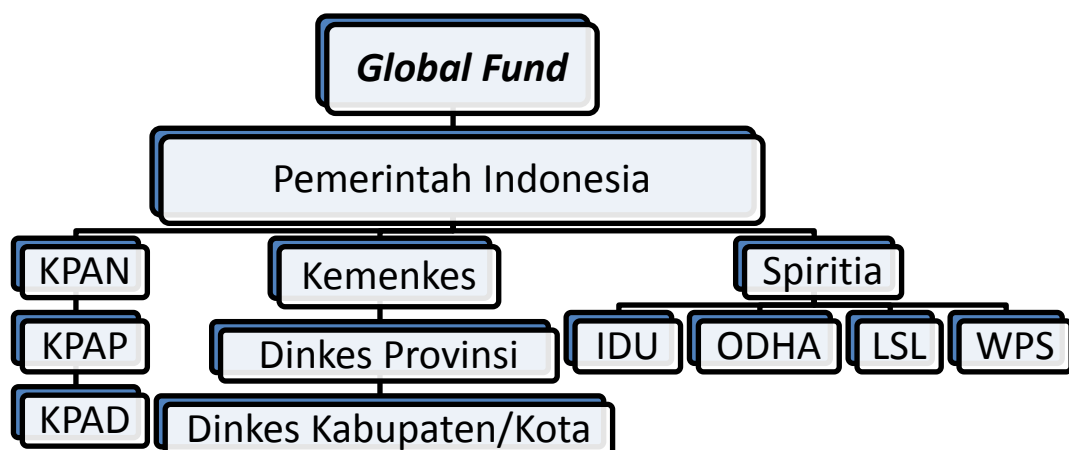 Global Fund
Pemerintah Indonesia
KPAN
Kemenkes
Spiritia
KPAP
Dinkes Provinsi
IDU
ODHA
LSL
WPS
KPAD
Dinkes Kabupaten/Kota